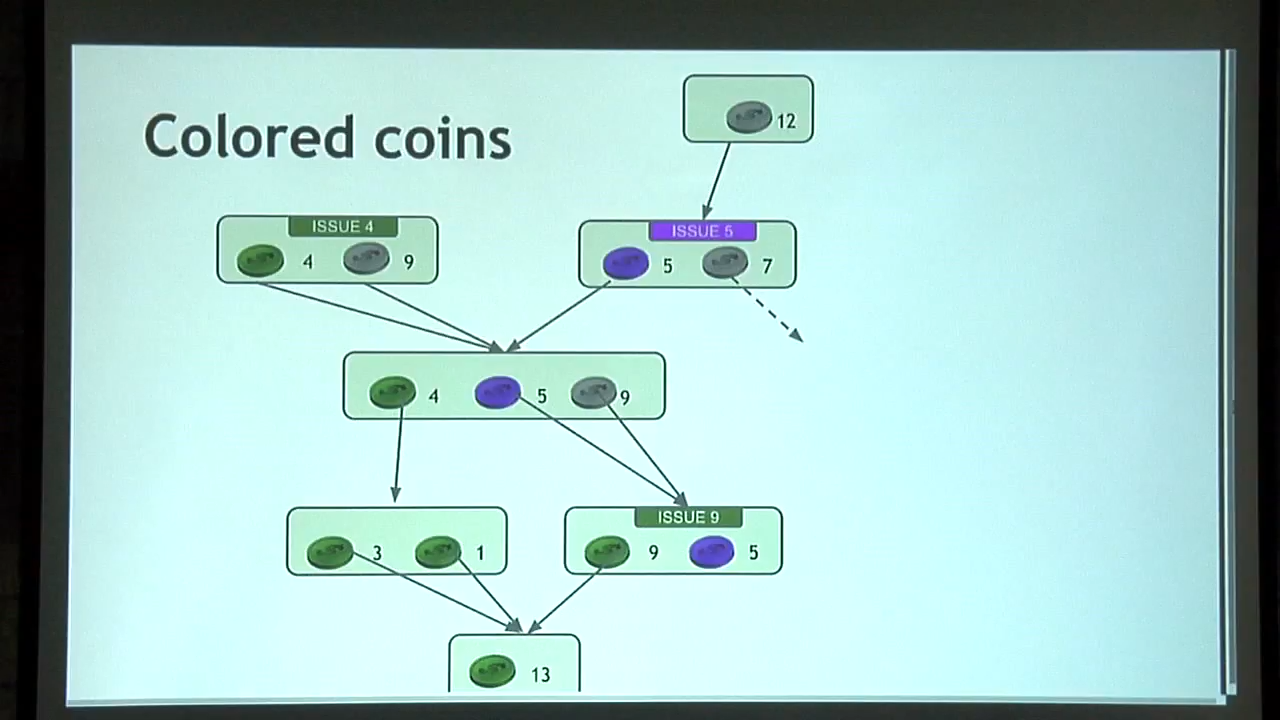 12
Colored coins
ISSUE 4
ISSUE 5
4 9
5 7
4 5 9
ISSUE 9
3 1
9 5
13